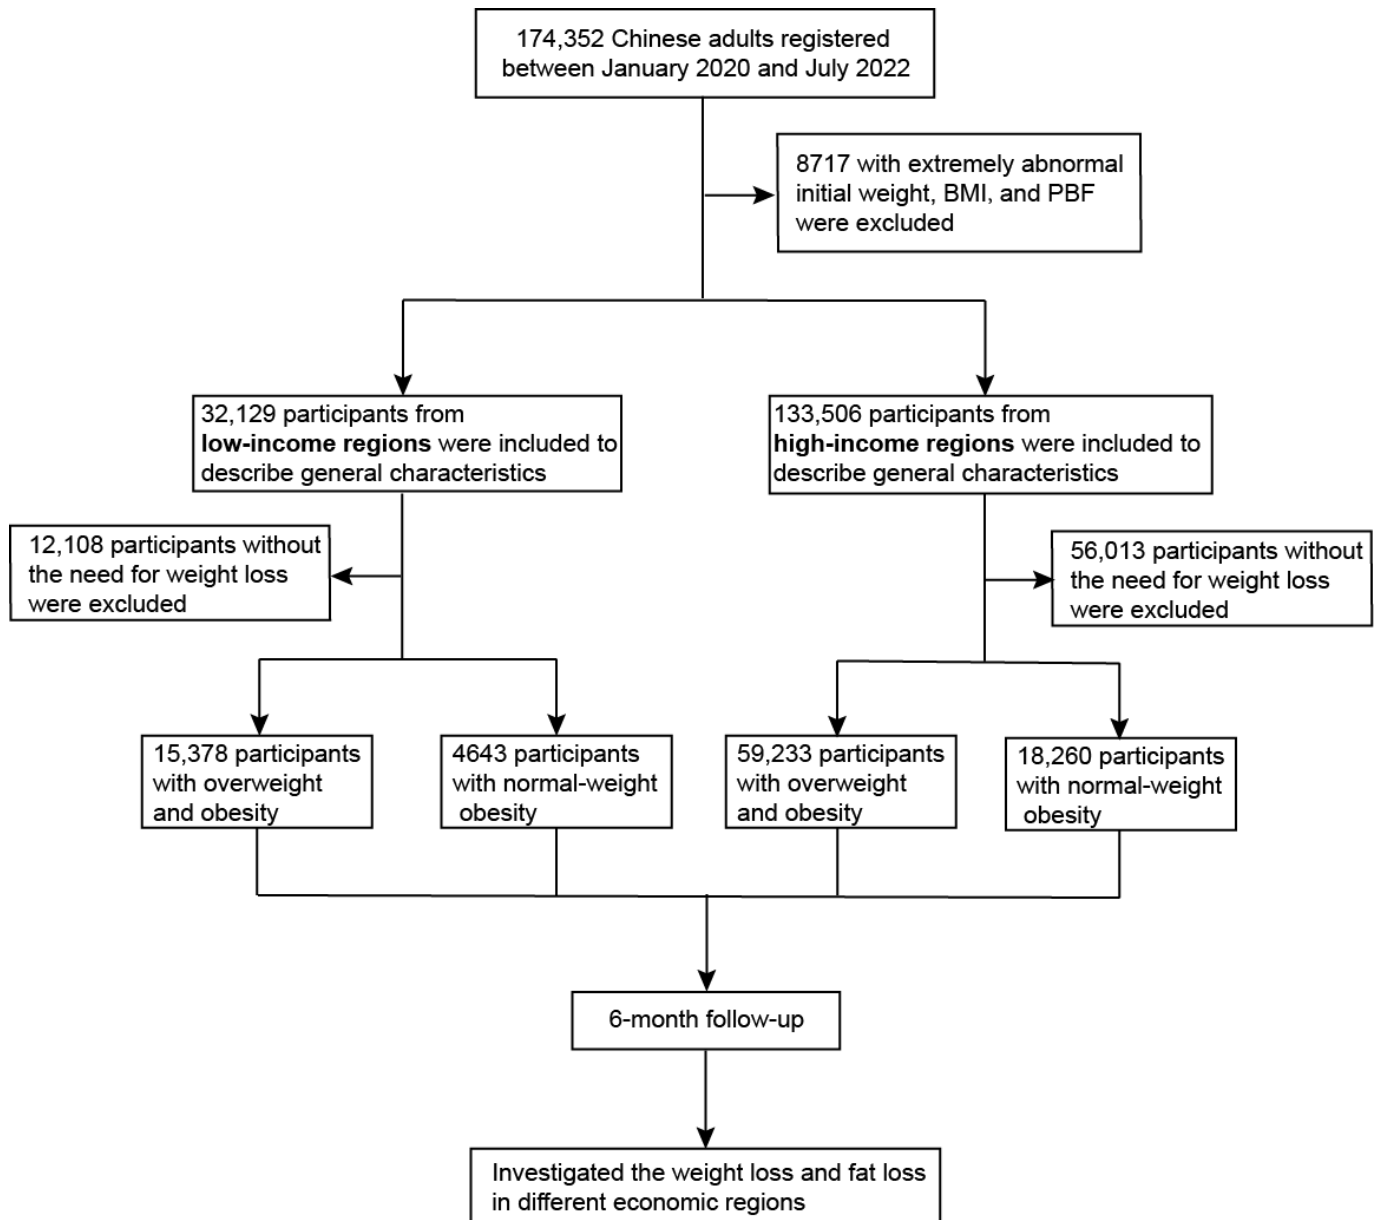 174,352 Chinese adults registered
between January 2020 and July 2022
8717 with extremely abnormal
initial weight, BMI, and PBF
were excluded
32,129 participants from
low-income regions were included to
describe general characteristics
133,506 participants from
high-income regions were included to
describe general characteristics
12,108 participants without
the need for weight loss
were excluded
56,013 participants without
the need for weight loss
were excluded
15,378 participants
with overweight
and obesity
4643 participants
with normal-weight
obesity
59,233 participants
with overweight
and obesity
18,260 participants
with normal-weight
obesity
6-month follow-up
Investigated the weight loss and fat loss
in different economic regions